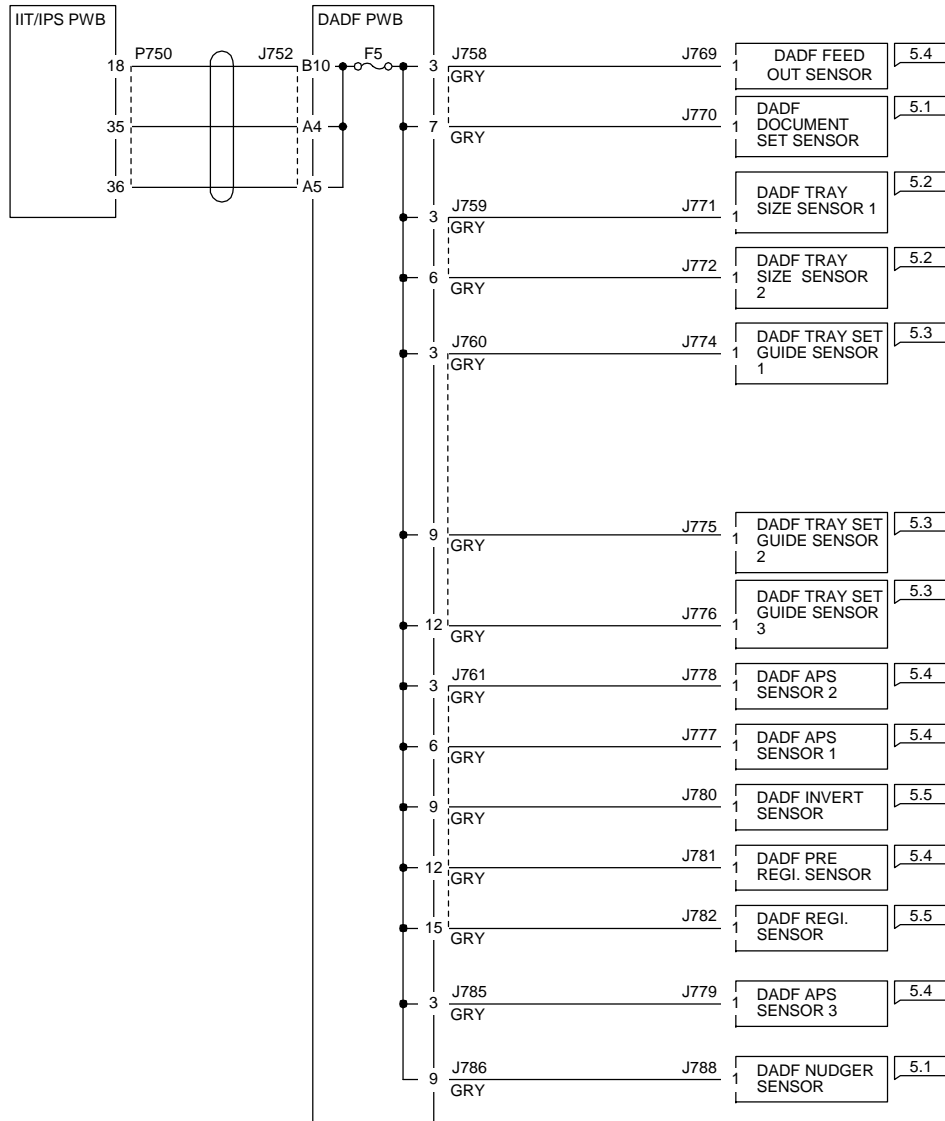 IIT/IPS PWB
DADF PWB
18 P750 J752 B10 F5 3 J758 J769 1 DADF FEED 5.4
GRY OUT SENSOR
35 A4 7 J770 1 DADF 5.1
GRY DOCUMENT
SET SENSOR
36 A5
3 J759 J771 1 DADF TRAY 5.2
GRY SIZE SENSOR 1
6 J772 1 DADF TRAY 5.2
GRY SIZE SENSOR
2
3 J760 J774 1 DADF TRAY SET 5.3
GRY GUIDE SENSOR
1
9 J775 1 DADF TRAY SET 5.3
GRY GUIDE SENSOR
2
12 J776 1 DADF TRAY SET 5.3
GRY GUIDE SENSOR
3
3 J761 J778 1 DADF APS 5.4
GRY SENSOR 2
6 J777 1 DADF APS 5.4
GRY SENSOR 1
9 J780 1 DADF INVERT 5.5
GRY SENSOR
12 J781 1 DADF PRE 5.4
GRY REGI. SENSOR
15 J782 1 DADF REGI. 5.5
GRY SENSOR
3 J785 J779 1 DADF APS 5.4
GRY SENSOR 3
9 J786 J788 1 DADF NUDGER 5.1
GRY SENSOR